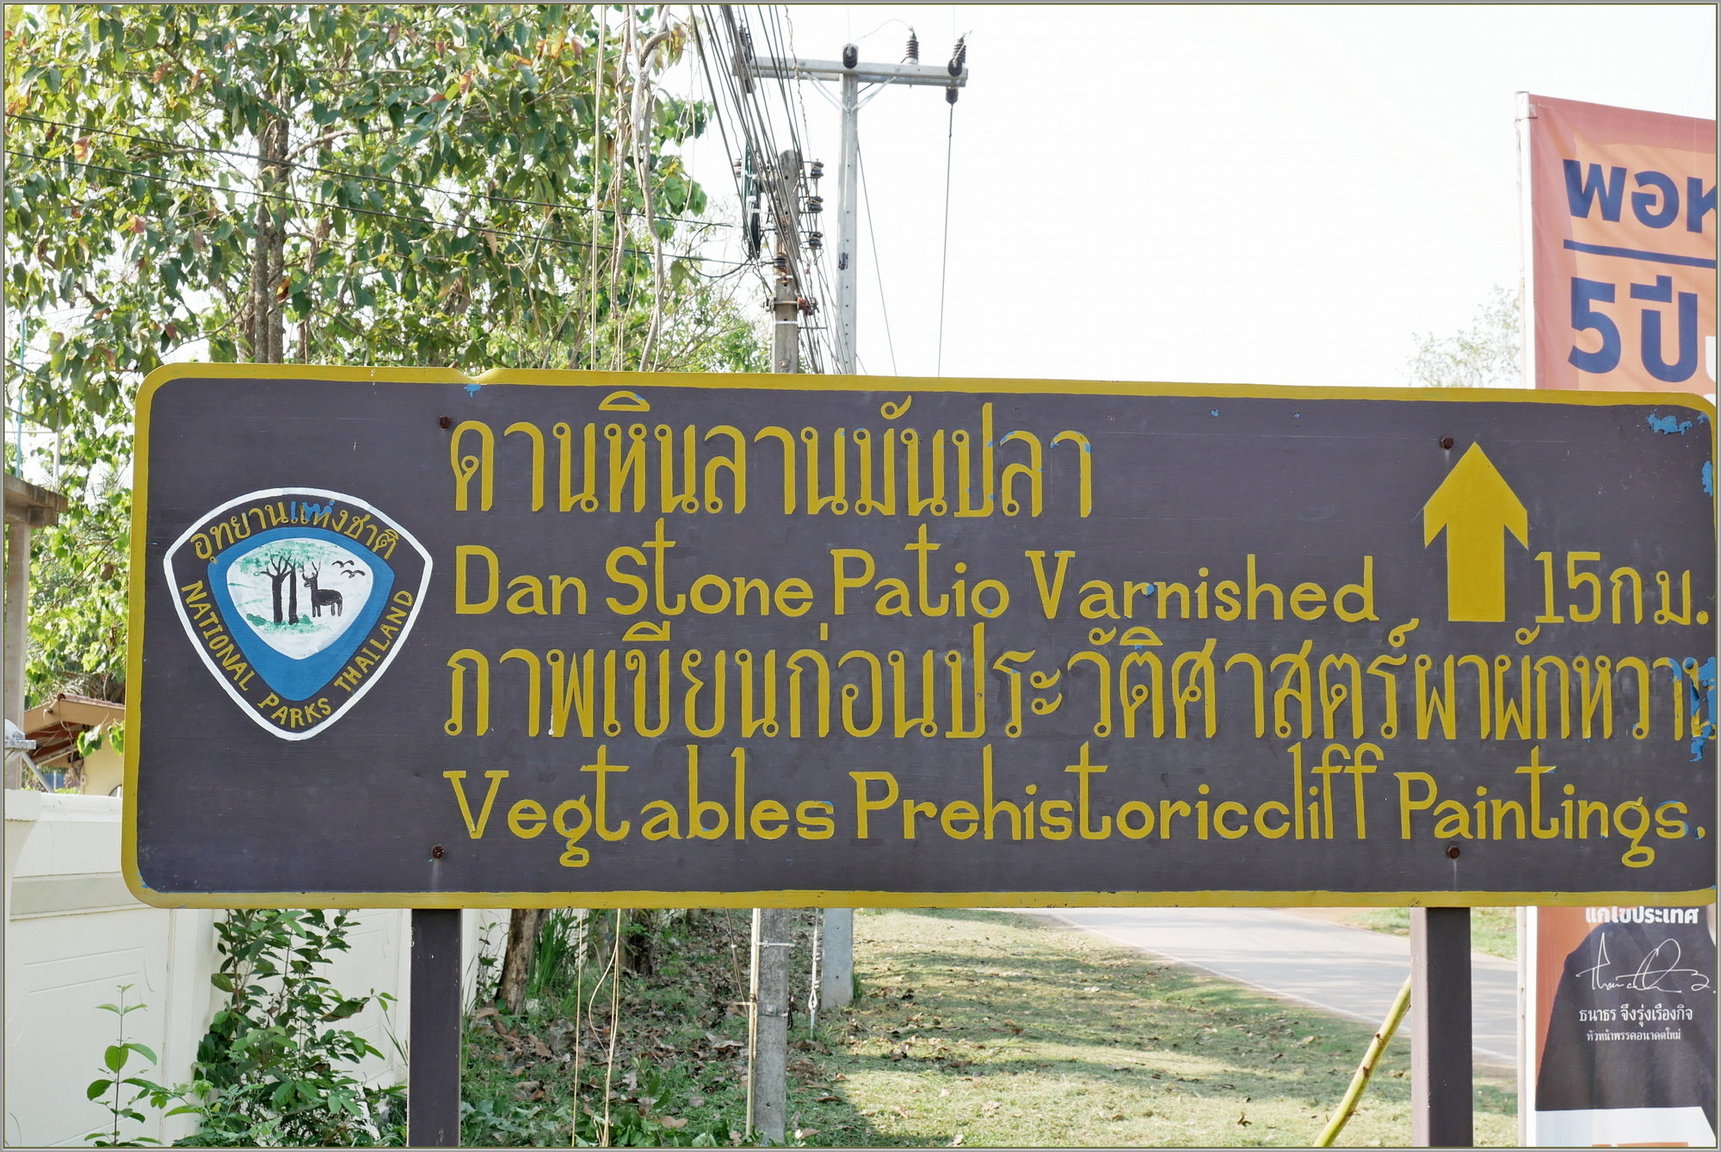 อุทยานแห่งชาติ
NATIONAL PARKS THAILAND
ดานหินลานมันปลา
Dan Stone Patio Varnished
15กม.
ภาพเขียนก่อนประวัติศาสตร์ผาผักหวาน
Vegtables Prehistoriccliff Paintings.
5 ปี
แก้ไขประเทศ
ธนาธร จึงรุ่งเรืองกิจ
หัวหน้าพรรคอนาคตใหม่